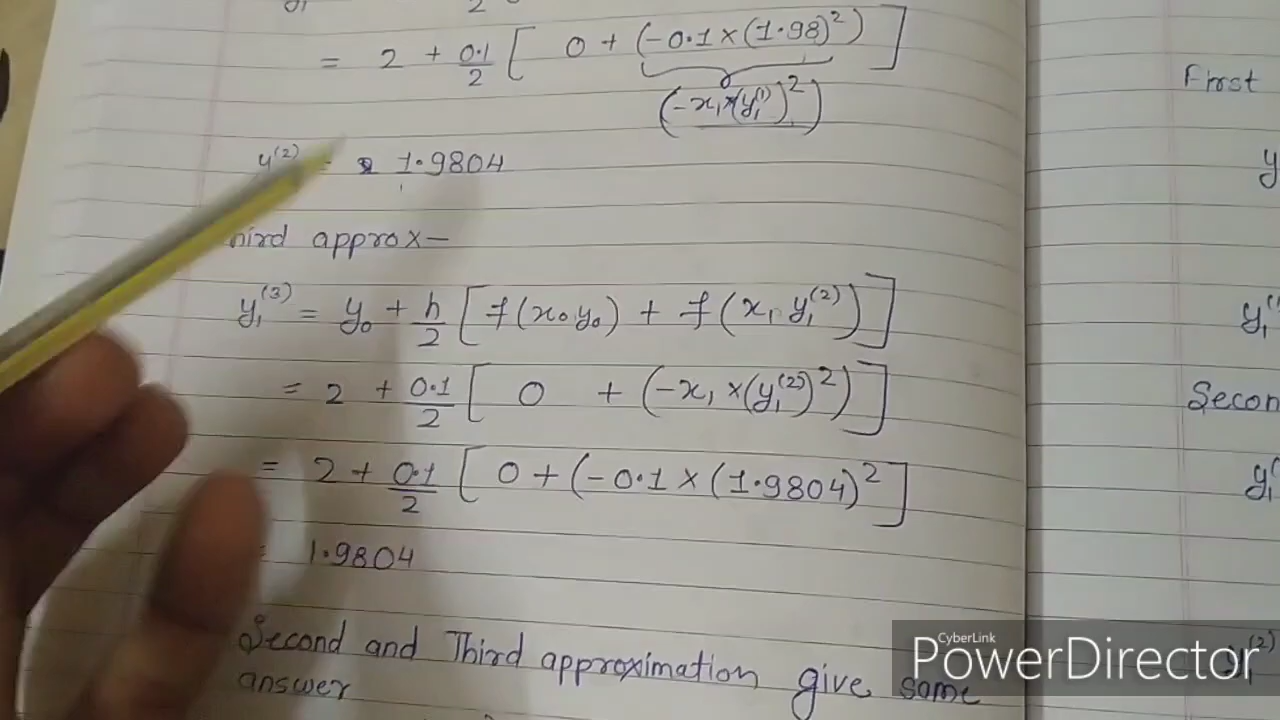 = 2 + 0.1/2 [ 0 + (-0.1 × (1.98)²) ]
(-x₁ × (y₁⁽¹⁾)²)
y⁽²⁾ = 1.9804
hird approx —
y₁⁽³⁾ = y₀ + h/2 [ f(x₀ y₀) + f(x₁ y₁⁽²⁾) ]
= 2 + 0.1/2 [ 0 + (-x₁ × (y₁⁽²⁾)²) ]
= 2 + 0.1/2 [ 0 + (-0.1 × (1.9804)² ]
= 1.9804
Second and Third approximation give same
answer
First
y
y₁
Secon
y₁
y₁⁽²⁾
CyberLink
PowerDirector